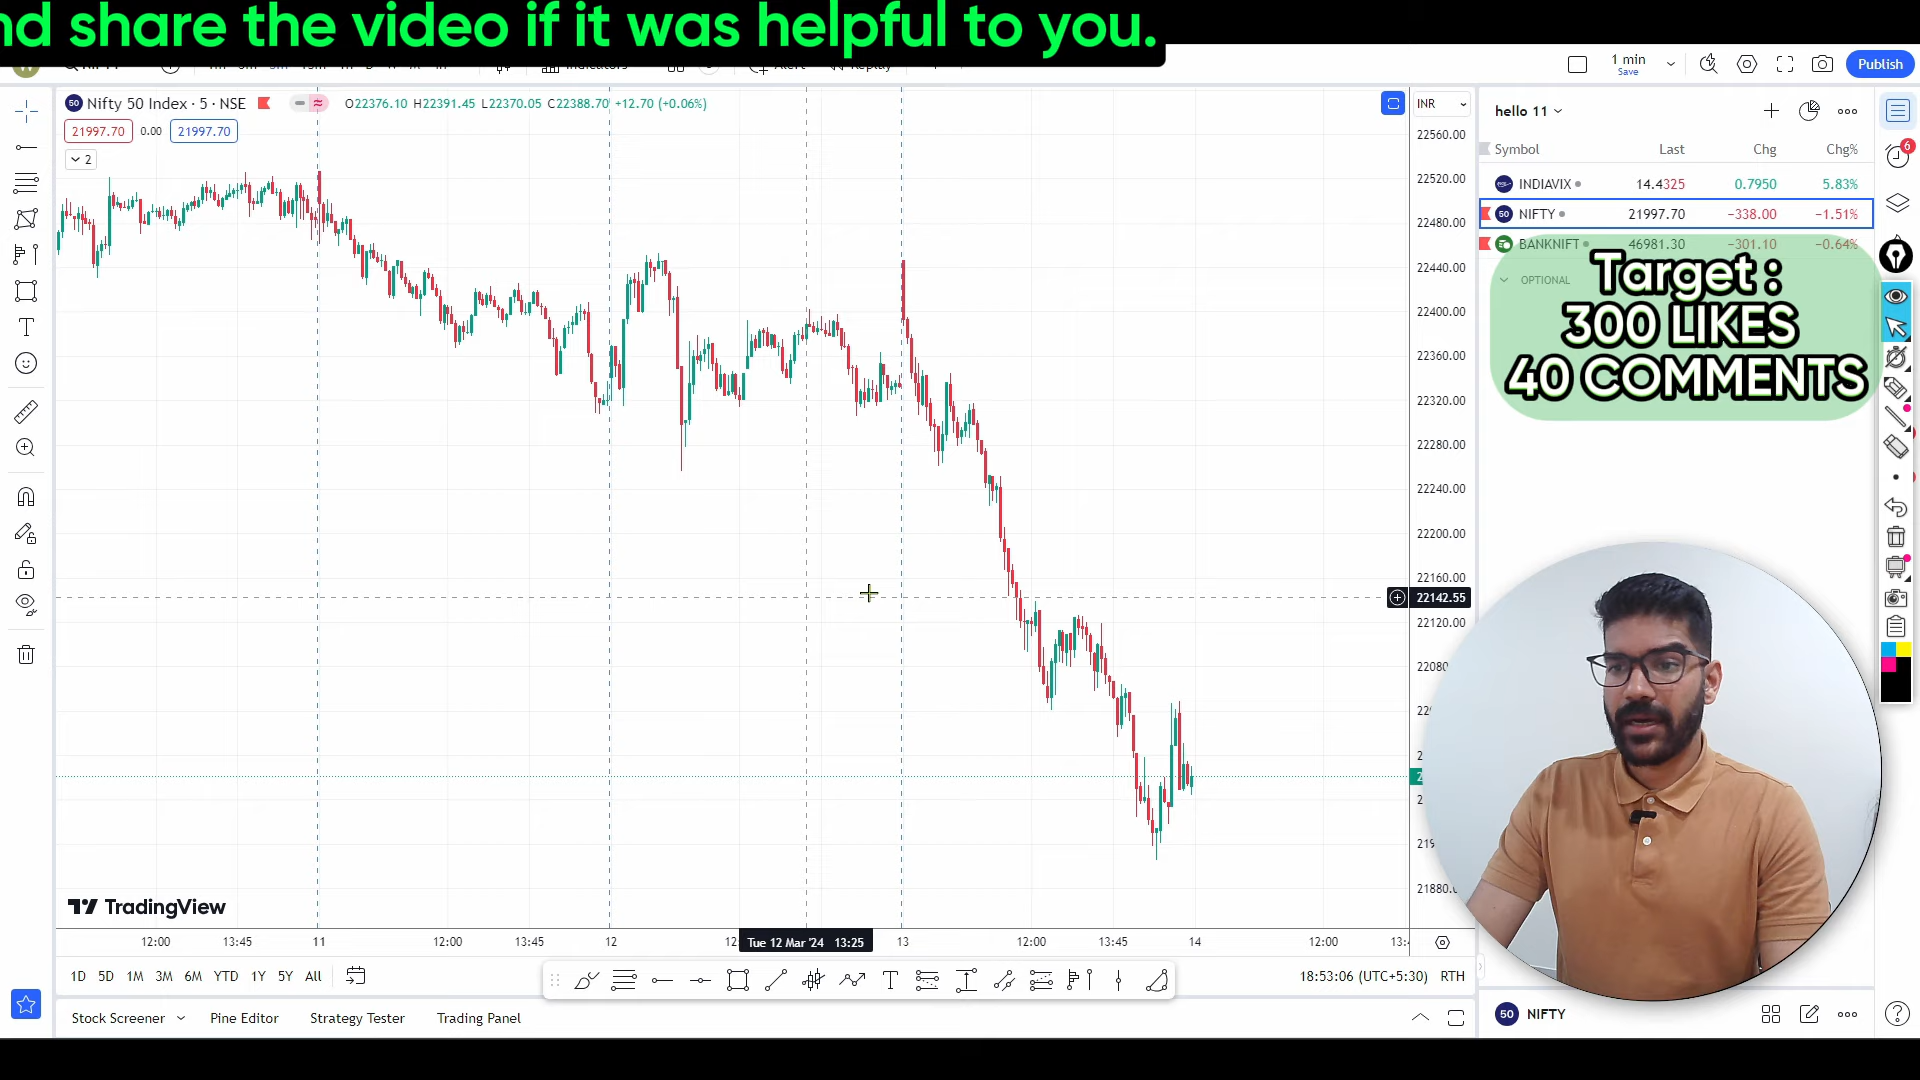 nd share the video if it was helpful to you.
Indicators
Alert
Replay
1 min
Save
Publish
50 Nifty 50 Index · 5 · NSE O22376.10 H22391.45 L22370.05 C22388.70 +12.70 (+0.06%)
INR
21997.70 0.00 21997.70
2
22560.00
22520.00
22480.00
22440.00
22400.00
22360.00
22320.00
22280.00
22240.00
22200.00
22160.00
22142.55
22120.00
hello 11
Symbol Last Chg Chg%
INDIAVIX 14.4325 0.7950 5.83%
50 NIFTY 21997.70 −338.00 −1.51%
BANKNIFT 46981.30 −301.10 −0.64%
OPTIONAL
6
Target :
300 LIKES
40 COMMENTS
TradingView
12:00 13:45 11 12:00 13:45 12 Tue 12 Mar '24 13:25 13 12:00 13:45 14 12:00
1D 5D 1M 3M 6M YTD 1Y 5Y All
18:53:06 (UTC+5:30) RTH
Stock Screener Pine Editor Strategy Tester Trading Panel
50 NIFTY